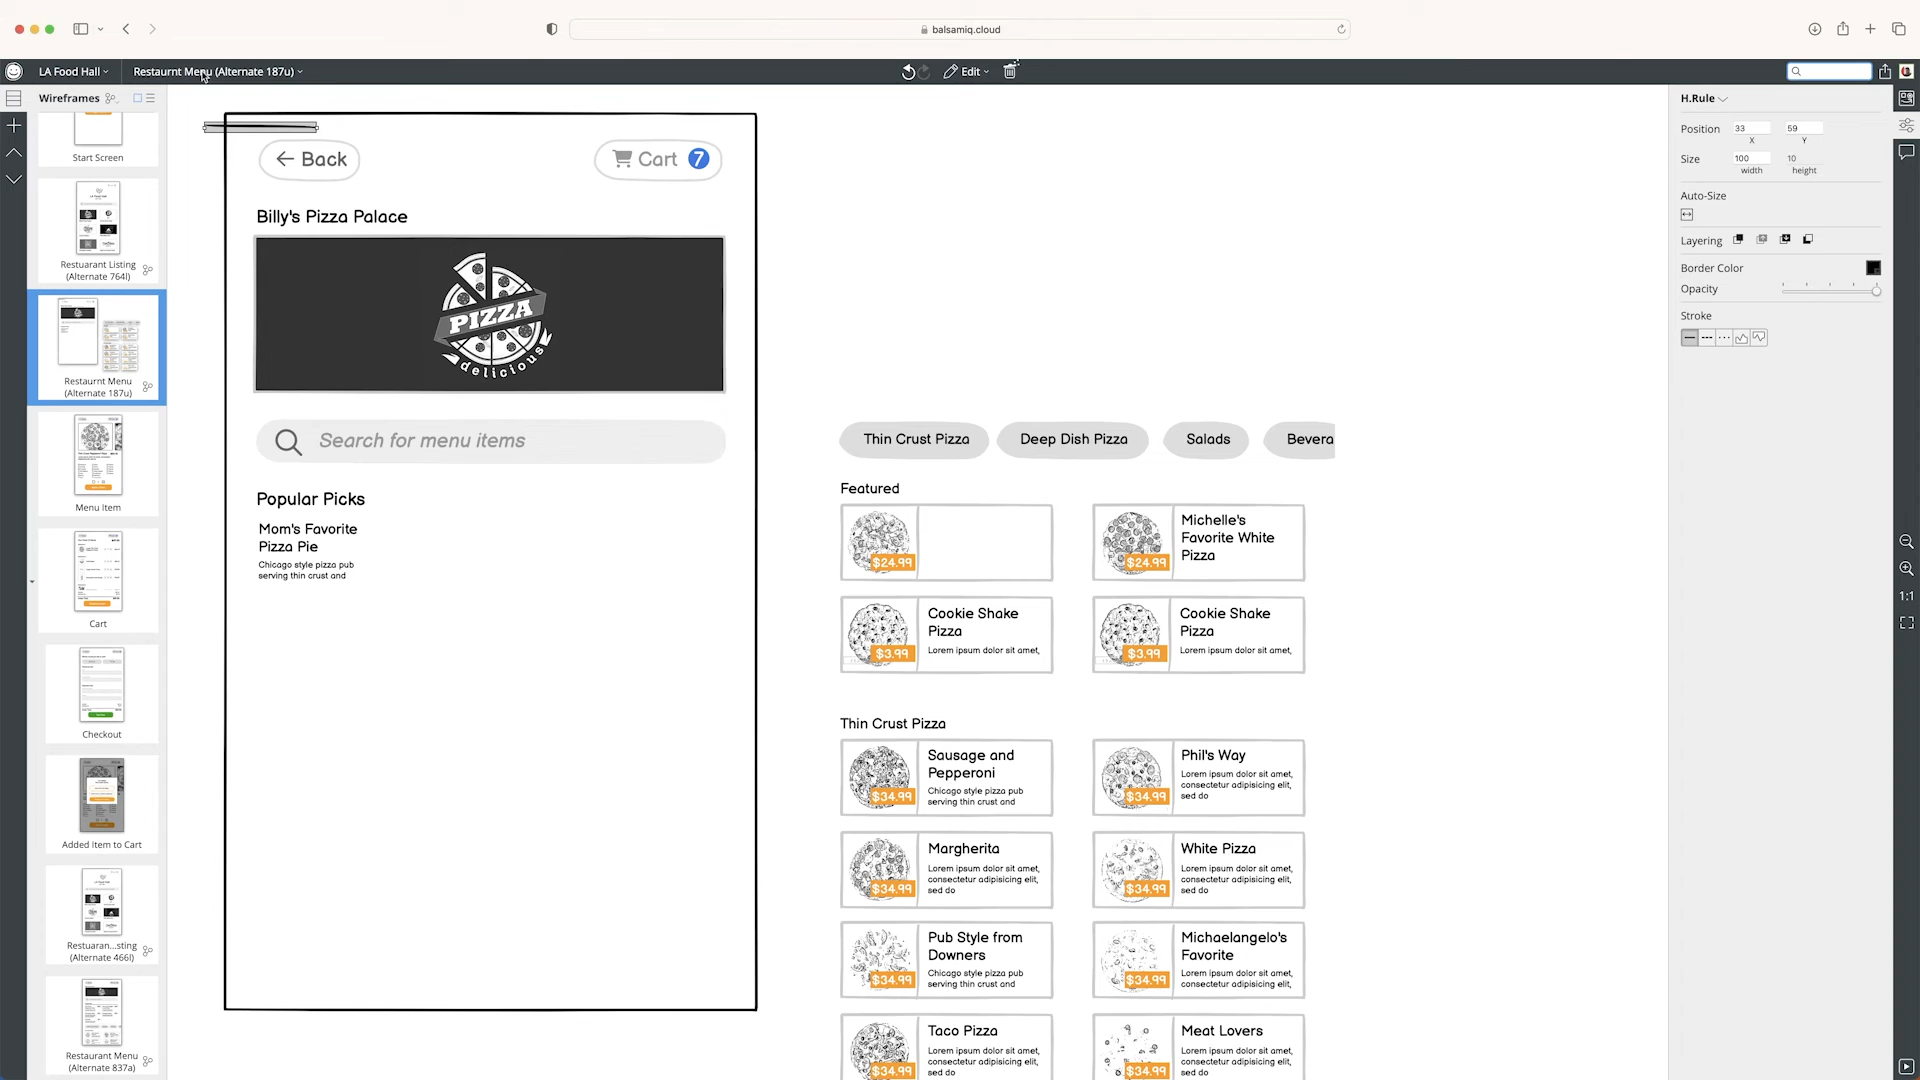 balsamiq.cloud
LA Food Hall
Restaurnt Menu (Alternate 187u)
Edit
Wireframes
Start Screen
Restuarant Listing
(Alternate 764l)
Restaurnt Menu
(Alternate 187u)
Menu Item
Cart
Checkout
Added Item to Cart
Restuaran...sting
(Alternate 466l)
Restaurant Menu
(Alternate 837a)
Back
Cart 7
Billy's Pizza Palace
PIZZA
delicious
Search for menu items
Popular Picks
Mom's Favorite
Pizza Pie
Chicago style pizza pub
serving thin crust and
Thin Crust Pizza
Deep Dish Pizza
Salads
Bevera
Featured
$24.99
Michelle's
Favorite White
Pizza
$24.99
Cookie Shake
Pizza
Lorem ipsum dolor sit amet,
$3.99
Cookie Shake
Pizza
Lorem ipsum dolor sit amet,
$3.99
Thin Crust Pizza
Sausage and
Pepperoni
Chicago style pizza pub
serving thin crust and
$34.99
Phil's Way
Lorem ipsum dolor sit amet,
consectetur adipisicing elit,
sed do
$34.99
Margherita
Lorem ipsum dolor sit amet,
consectetur adipisicing elit,
sed do
$34.99
White Pizza
Lorem ipsum dolor sit amet,
consectetur adipisicing elit,
sed do
$34.99
Pub Style from
Downers
Chicago style pizza pub
serving thin crust and
$34.99
Michaelangelo's
Favorite
Lorem ipsum dolor sit amet,
consectetur adipisicing elit,
$34.99
Taco Pizza
Lorem ipsum dolor sit amet,
consectetur adipisicing elit,
sed do
$34.99
Meat Lovers
Lorem ipsum dolor sit amet,
consectetur adipisicing elit,
sed do
$34.99
H.Rule
Position 33 59
X Y
Size 100 10
width height
Auto-Size
Layering
Border Color
Opacity
Stroke
1:1